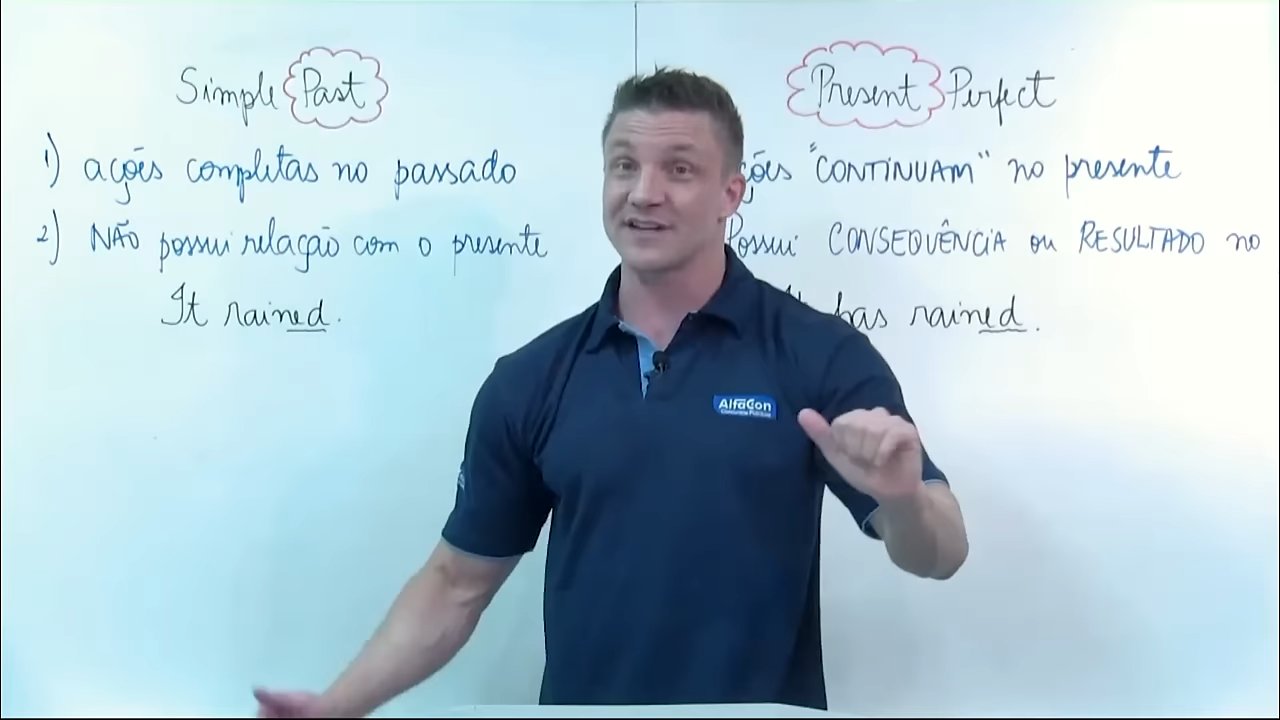 Simple Past
1) ações completas no passado
2) NÃO possui relação com o presente
It rained.
Present Perfect
ções "CONTINUAM" no presente
Possui CONSEQUÊNCIA ou RESULTADO no
has rained.
AlfaCon